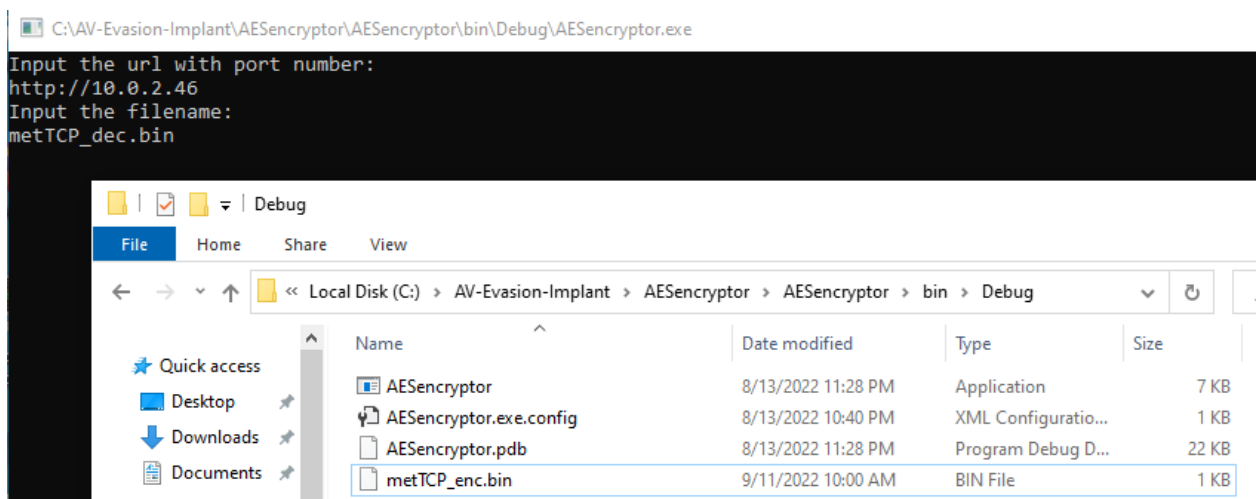 C:\AV-Evasion-Implant\AESencryptor\AESencryptor\bin\Debug\AESencryptor.exe
Input the url with port number:
http://10.0.2.46
Input the filename:
metTCP_dec.bin
Debug
File Home Share View
« Local Disk (C:) > AV-Evasion-Implant > AESencryptor > AESencryptor > bin > Debug
Name Date modified Type Size
Quick access
Desktop
Downloads
Documents
AESencryptor 8/13/2022 11:28 PM Application 7 KB
AESencryptor.exe.config 8/13/2022 10:40 PM XML Configuratio... 1 KB
AESencryptor.pdb 8/13/2022 11:28 PM Program Debug D... 22 KB
metTCP_enc.bin 9/11/2022 10:00 AM BIN File 1 KB